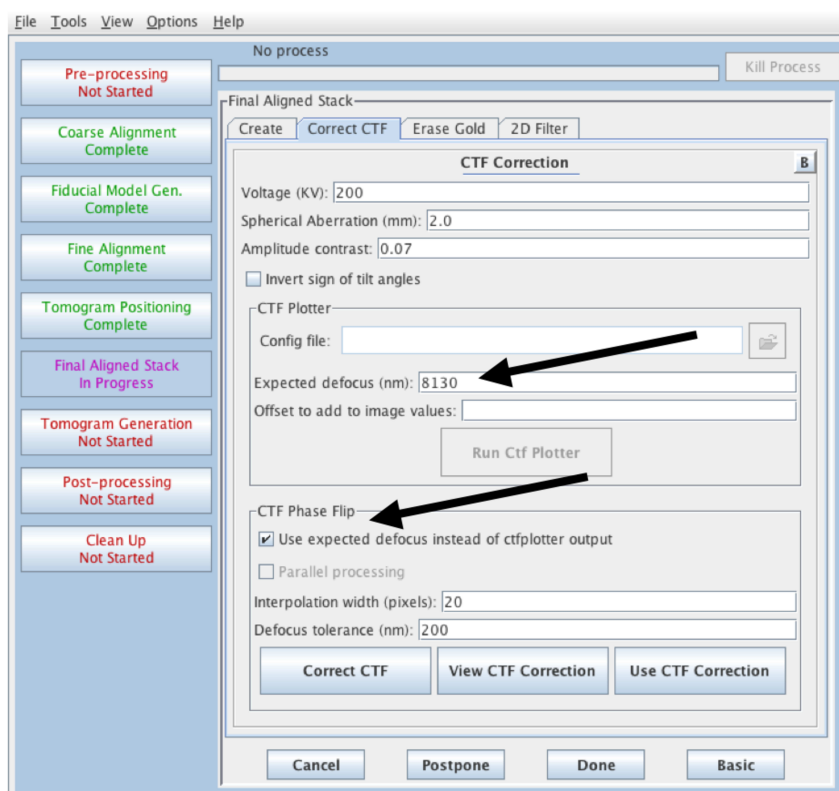 File Tools View Options Help
No process
Kill Process
Pre-processing
Not Started
Coarse Alignment
Complete
Fiducial Model Gen.
Complete
Fine Alignment
Complete
Tomogram Positioning
Complete
Final Aligned Stack
In Progress
Tomogram Generation
Not Started
Post-processing
Not Started
Clean Up
Not Started
Final Aligned Stack
Create Correct CTF Erase Gold 2D Filter
CTF Correction B
Voltage (KV): 200
Spherical Aberration (mm): 2.0
Amplitude contrast: 0.07
Invert sign of tilt angles
CTF Plotter
Config file:
Expected defocus (nm): 8130
Offset to add to image values:
Run Ctf Plotter
CTF Phase Flip
Use expected defocus instead of ctfplotter output
Parallel processing
Interpolation width (pixels): 20
Defocus tolerance (nm): 200
Correct CTF View CTF Correction Use CTF Correction
Cancel Postpone Done Basic